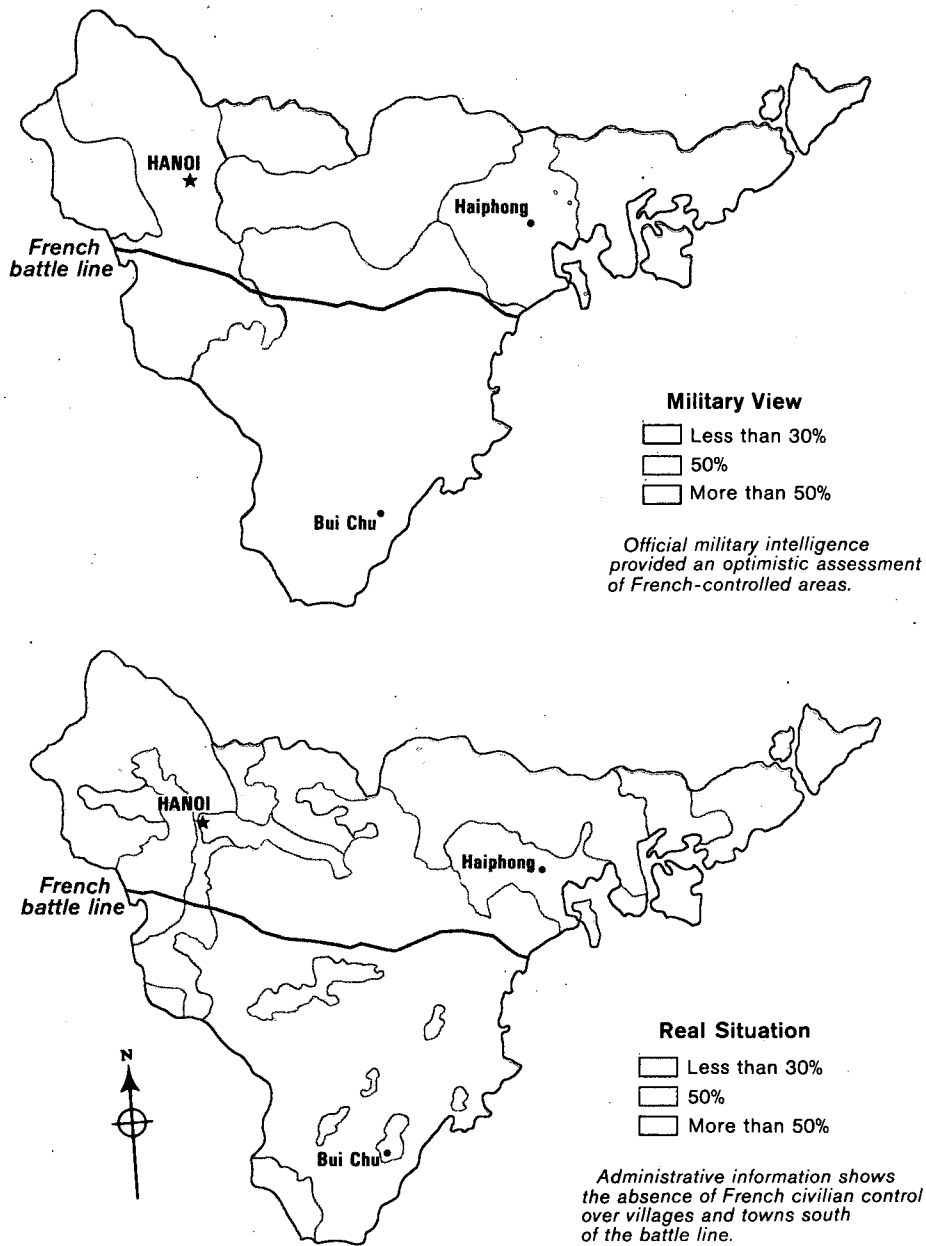 HANOI
Haiphong
French
battle line
Bui Chu
Military View
Less than 30%
50%
More than 50%
Official military intelligence
provided an optimistic assessment
of French-controlled areas.
HANOI
Haiphong
French
battle line
Bui Chu
N
Real Situation
Less than 30%
50%
More than 50%
Administrative information shows
the absence of French civilian control
over villages and towns south
of the battle line.